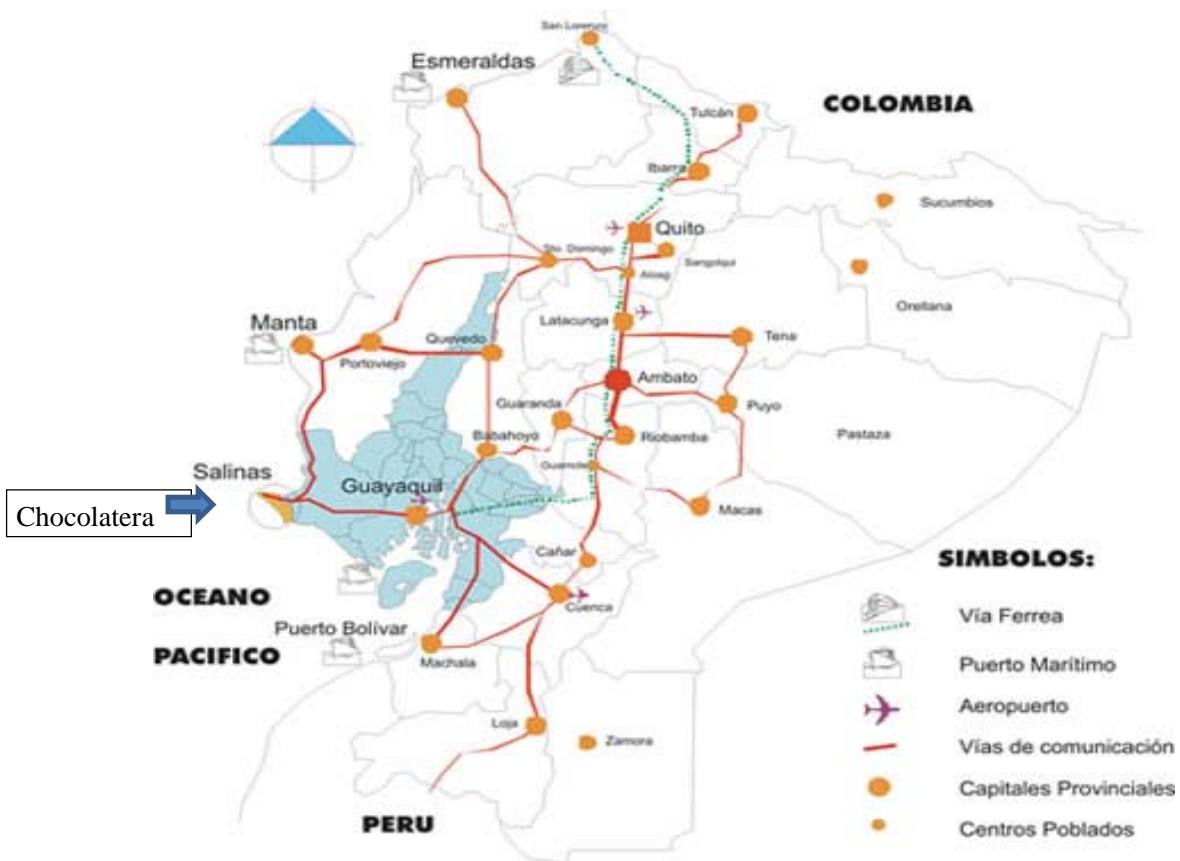 San Lorenzo
Esmeraldas
COLOMBIA
Tulcán
Ibarra
Sucumbios
Quito
Sto. Domingo
Sangolqui
Aloag
Orellana
Latacunga
Manta
Tena
Quevedo
Portoviejo
Ambato
Guaranda
Puyo
Babahoyo
Riobamba
Pastaza
Salinas
Guamote
Guayaquil
Chocolatera
Macas
Cañar
SIMBOLOS:
OCEANO
Cuenca
Vía Ferrea
Puerto Bolívar
PACIFICO
Machala
Puerto Marítimo
Aeropuerto
Loja
Zamora
Vías de comunicación
Capitales Provinciales
PERU
Centros Poblados